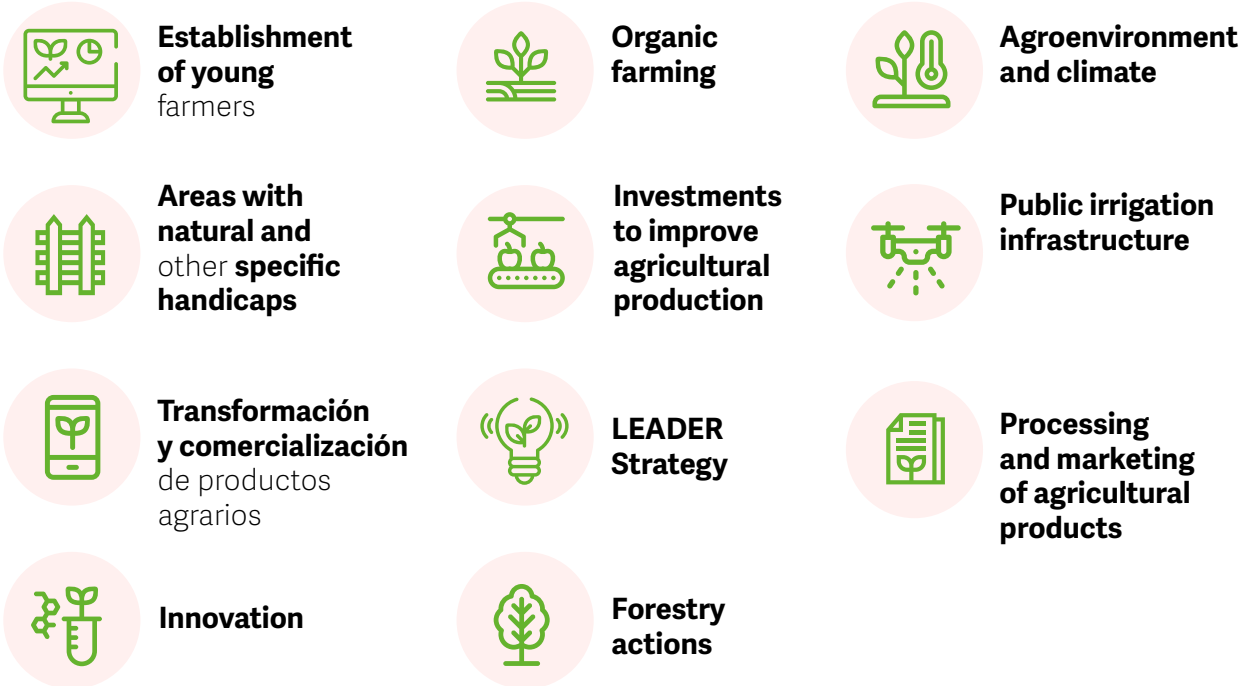 Establishment
of young
farmers
Organic
farming
Agroenvironment
and climate
Areas with
natural and
other specific
handicaps
Investments
to improve
agricultural
production
Public irrigation
infrastructure
Transformación
y comercialización
de productos
agrarios
LEADER
Strategy
Processing
and marketing
of agricultural
products
Innovation
Forestry
actions